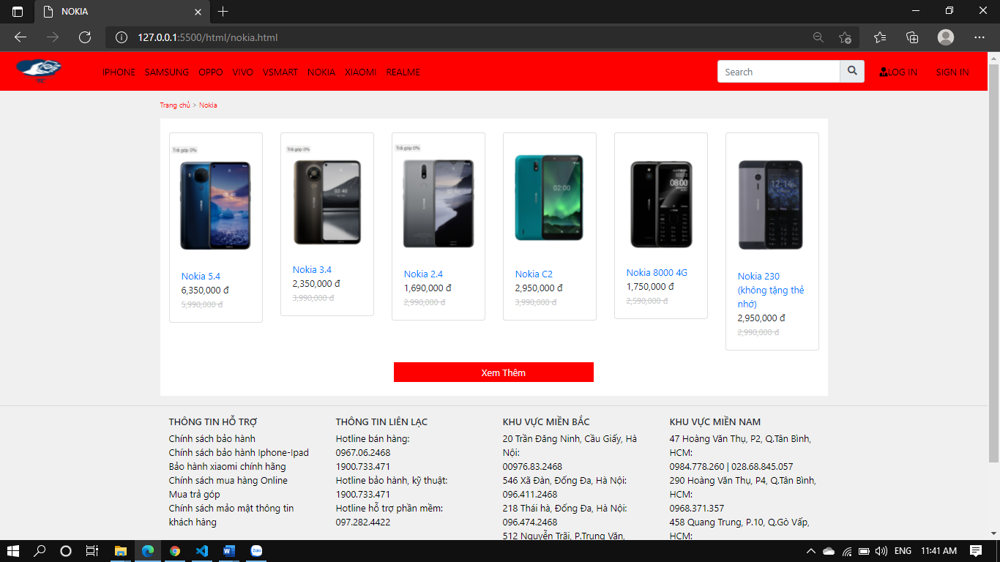 NOKIA
127.0.0.1:5500/html/nokia.html
IPHONE SAMSUNG OPPO VIVO VSMART NOKIA XIAOMI REALME Search LOG IN SIGN IN
Trang chủ > Nokia
Trả góp 0% Trả góp 0% Trả góp 0%
Nokia 5.4
6,350,000 đ
5,990,000 đ
Nokia 3.4
2,350,000 đ
3,990,000 đ
Nokia 2.4
1,690,000 đ
2,990,000 đ
02:00
Nokia C2
2,950,000 đ
3,990,000 đ
08:00
Nokia 8000 4G
1,750,000 đ
2,590,000 đ
12:14
Nokia 230
(không tặng thẻ
nhớ)
2,950,000 đ
2,990,000 đ
Xem Thêm
THÔNG TIN HỖ TRỢ
Chính sách bảo hành
Chính sách bảo hành Iphone-Ipad
Bảo hành xiaomi chính hãng
Chính sách mua hàng Online
Mua trả góp
Chính sách mảo mật thông tin
khách hàng
THÔNG TIN LIÊN LẠC
Hotline bán hàng:
0967.06.2468
1900.733.471
Hotline bảo hành, kỹ thuật:
1900.733.471
Hotline hỗ trợ phần mềm:
097.282.4422
KHU VỰC MIỀN BẮC
20 Trần Đăng Ninh, Cầu Giấy, Hà
Nội:
00976.83.2468
546 Xã Đàn, Đống Đa, Hà Nội:
096.411.2468
218 Thái hà, Đống Đa, Hà Nội:
096.474.2468
512 Nguyễn Trãi, P.Trung Văn,
KHU VỰC MIỀN NAM
47 Hoàng Văn Thụ, P2, Q.Tân Bình,
HCM:
0984.778.260 | 028.68.845.057
290 Hoàng Văn Thụ, P4, Q.Tân Bình,
HCM:
0968.371.357
458 Quang Trung, P.10, Q.Gò Vấp,
HCM:
Zalo ENG 11:41 AM